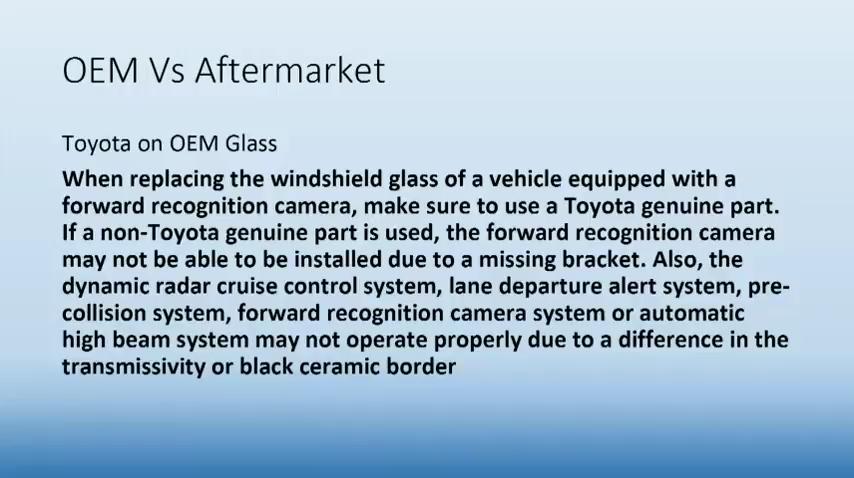 OEM Vs Aftermarket
Toyota on OEM Glass
When replacing the windshield glass of a vehicle equipped with a
forward recognition camera, make sure to use a Toyota genuine part.
If a non-Toyota genuine part is used, the forward recognition camera
may not be able to be installed due to a missing bracket. Also, the
dynamic radar cruise control system, lane departure alert system, pre-
collision system, forward recognition camera system or automatic
high beam system may not operate properly due to a difference in the
transmissivity or black ceramic border